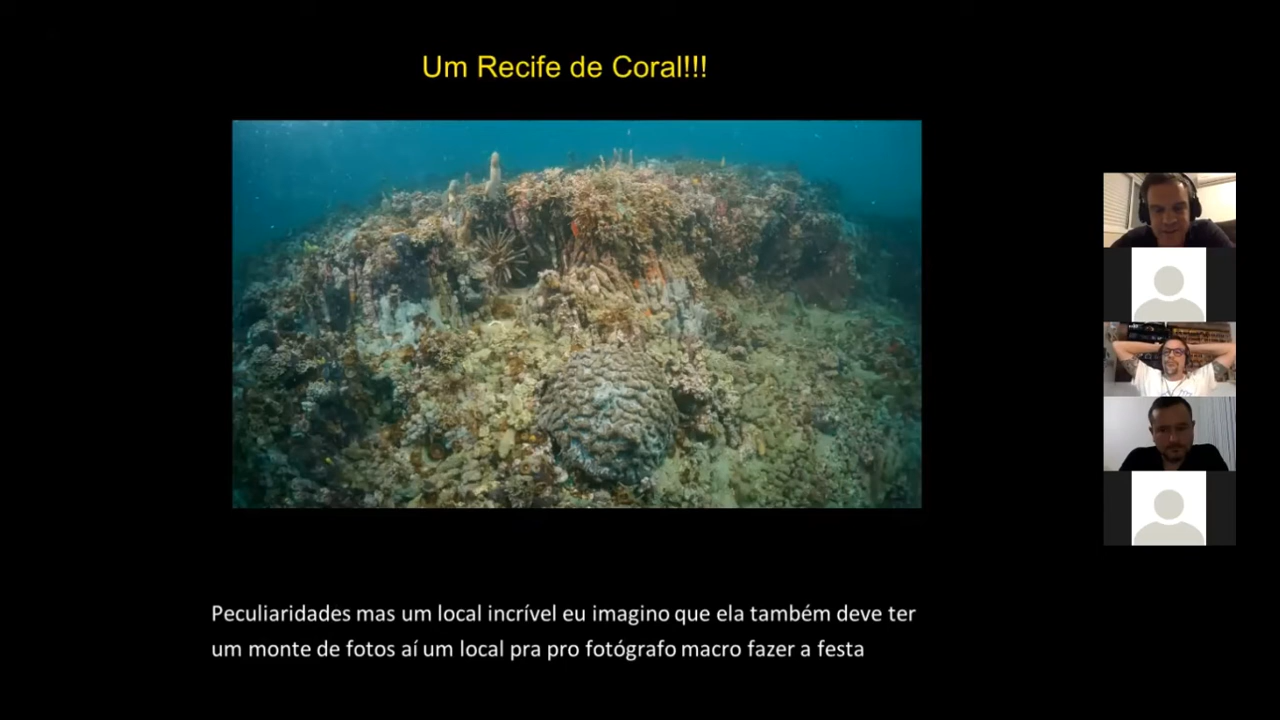 Um Recife de Coral!!!
Peculiaridades mas um local incrível eu imagino que ela também deve ter
um monte de fotos aí um local pra pro fotógrafo macro fazer a festa